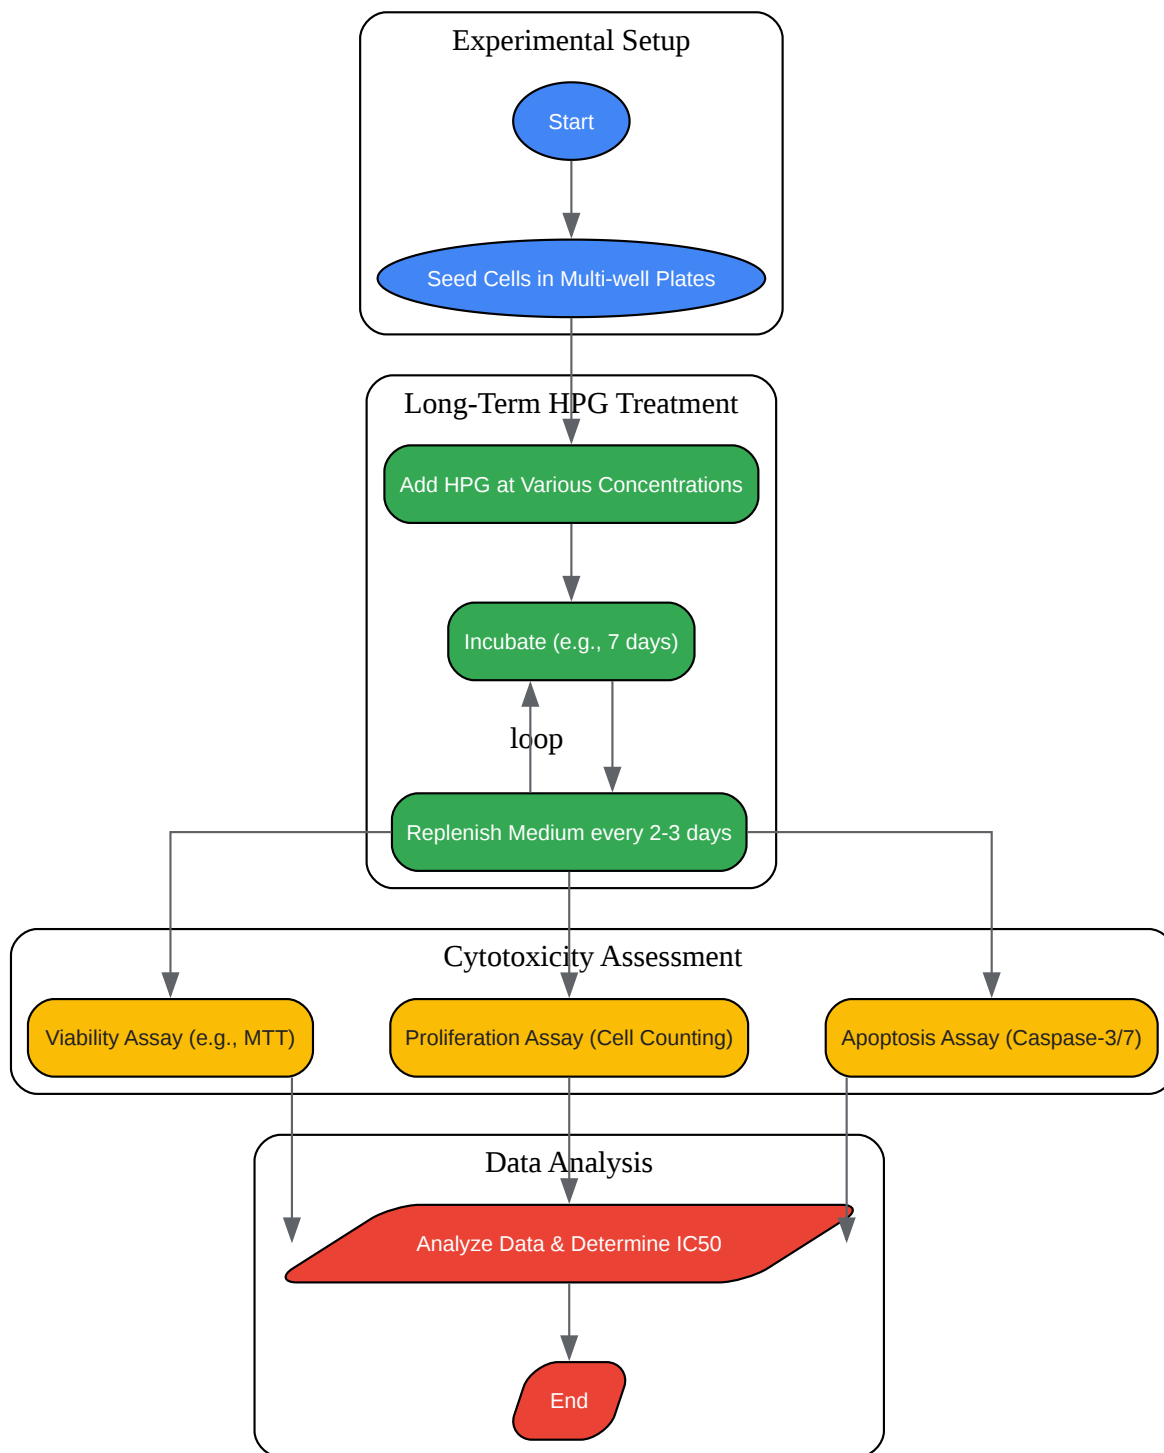 Experimental Setup
Start
Seed Cells in Multi-well Plates
Long-Term HPG Treatment
Add HPG at Various Concentrations
Incubate (e.g., 7 days)
loop
Replenish Medium every 2-3 days
Cytotoxicity Assessment
Viability Assay (e.g., MTT)
Proliferation Assay (Cell Counting)
Apoptosis Assay (Caspase-3/7)
Data Analysis
Analyze Data & Determine IC50
End